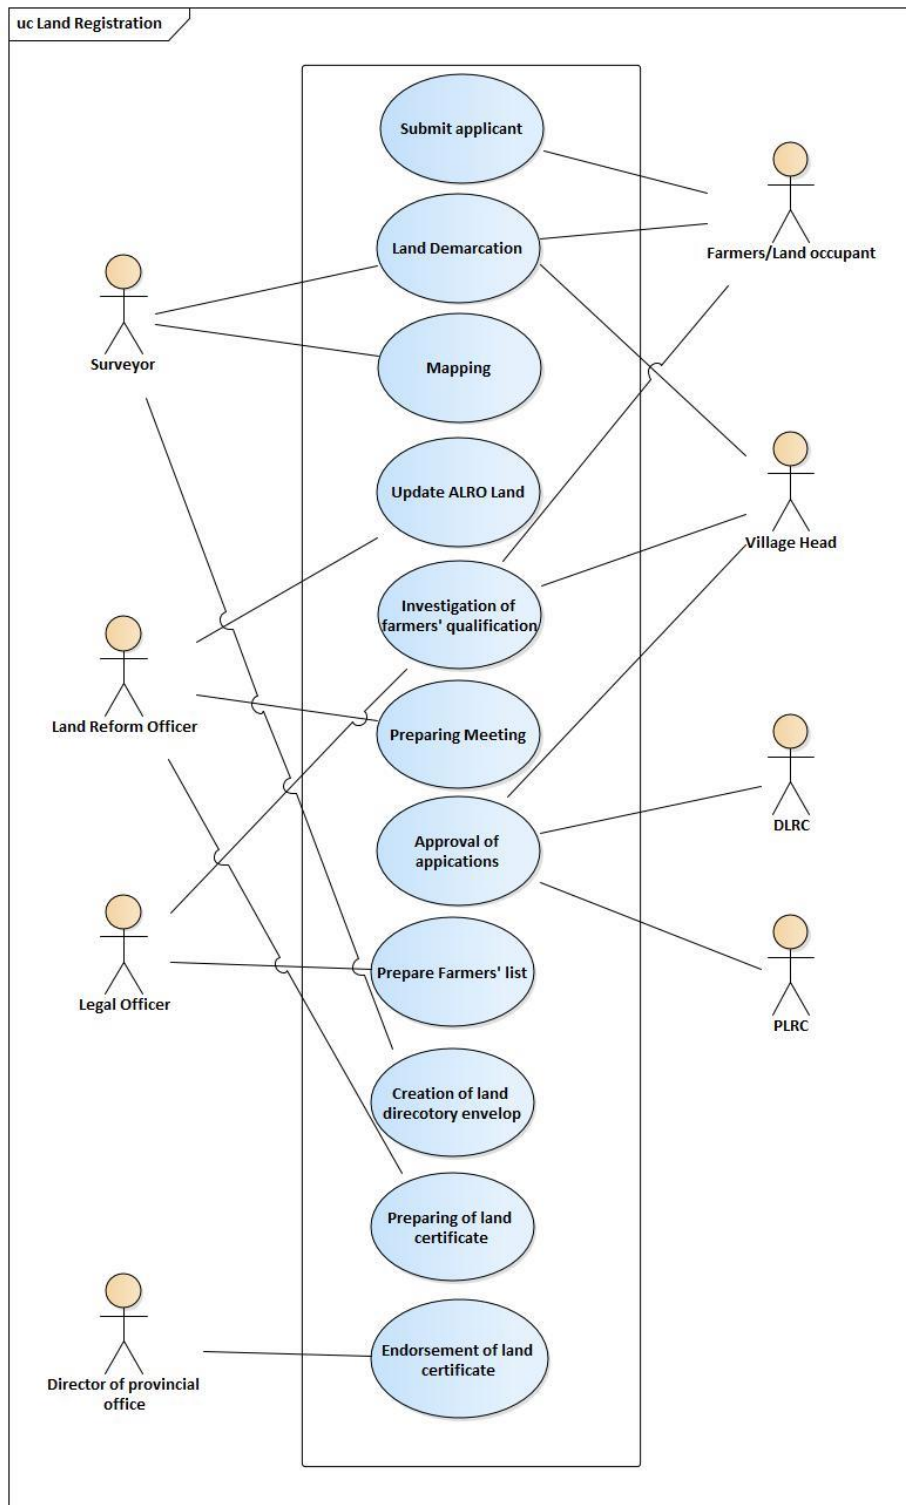 uc Land Registration
Submit applicant
Land Demarcation
Farmers/Land occupant
Surveyor
Mapping
Update ALRO Land
Village Head
Investigation of
farmers' qualification
Land Reform Officer
Preparing Meeting
DLRC
Approval of
appications
Legal Officer
Prepare Farmers' list
PLRC
Creation of land
direcotory envelop
Preparing of land
certificate
Director of provincial
office
Endorsement of land
certificate